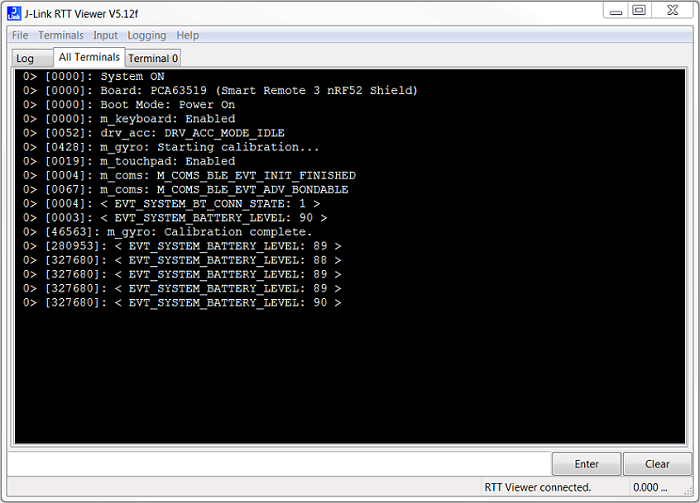 J-Link RTT Viewer V5.12f
File Terminals Input Logging Help
Log All Terminals Terminal 0
0> [0000]: System ON
0> [0000]: Board: PCA63519 (Smart Remote 3 nRF52 Shield)
0> [0000]: Boot Mode: Power On
0> [0000]: m_keyboard: Enabled
0> [0052]: drv_acc: DRV_ACC_MODE_IDLE
0> [0428]: m_gyro: Starting calibration...
0> [0019]: m_touchpad: Enabled
0> [0004]: m_coms: M_COMS_BLE_EVT_INIT_FINISHED
0> [0067]: m_coms: M_COMS_BLE_EVT_ADV_BONDABLE
0> [0004]: < EVT_SYSTEM_BT_CONN_STATE: 1 >
0> [0003]: < EVT_SYSTEM_BATTERY_LEVEL: 90 >
0> [46563]: m_gyro: Calibration complete.
0> [280953]: < EVT_SYSTEM_BATTERY_LEVEL: 89 >
0> [327680]: < EVT_SYSTEM_BATTERY_LEVEL: 88 >
0> [327680]: < EVT_SYSTEM_BATTERY_LEVEL: 89 >
0> [327680]: < EVT_SYSTEM_BATTERY_LEVEL: 89 >
0> [327680]: < EVT_SYSTEM_BATTERY_LEVEL: 90 >
Enter Clear
RTT Viewer connected. 0.000 ...